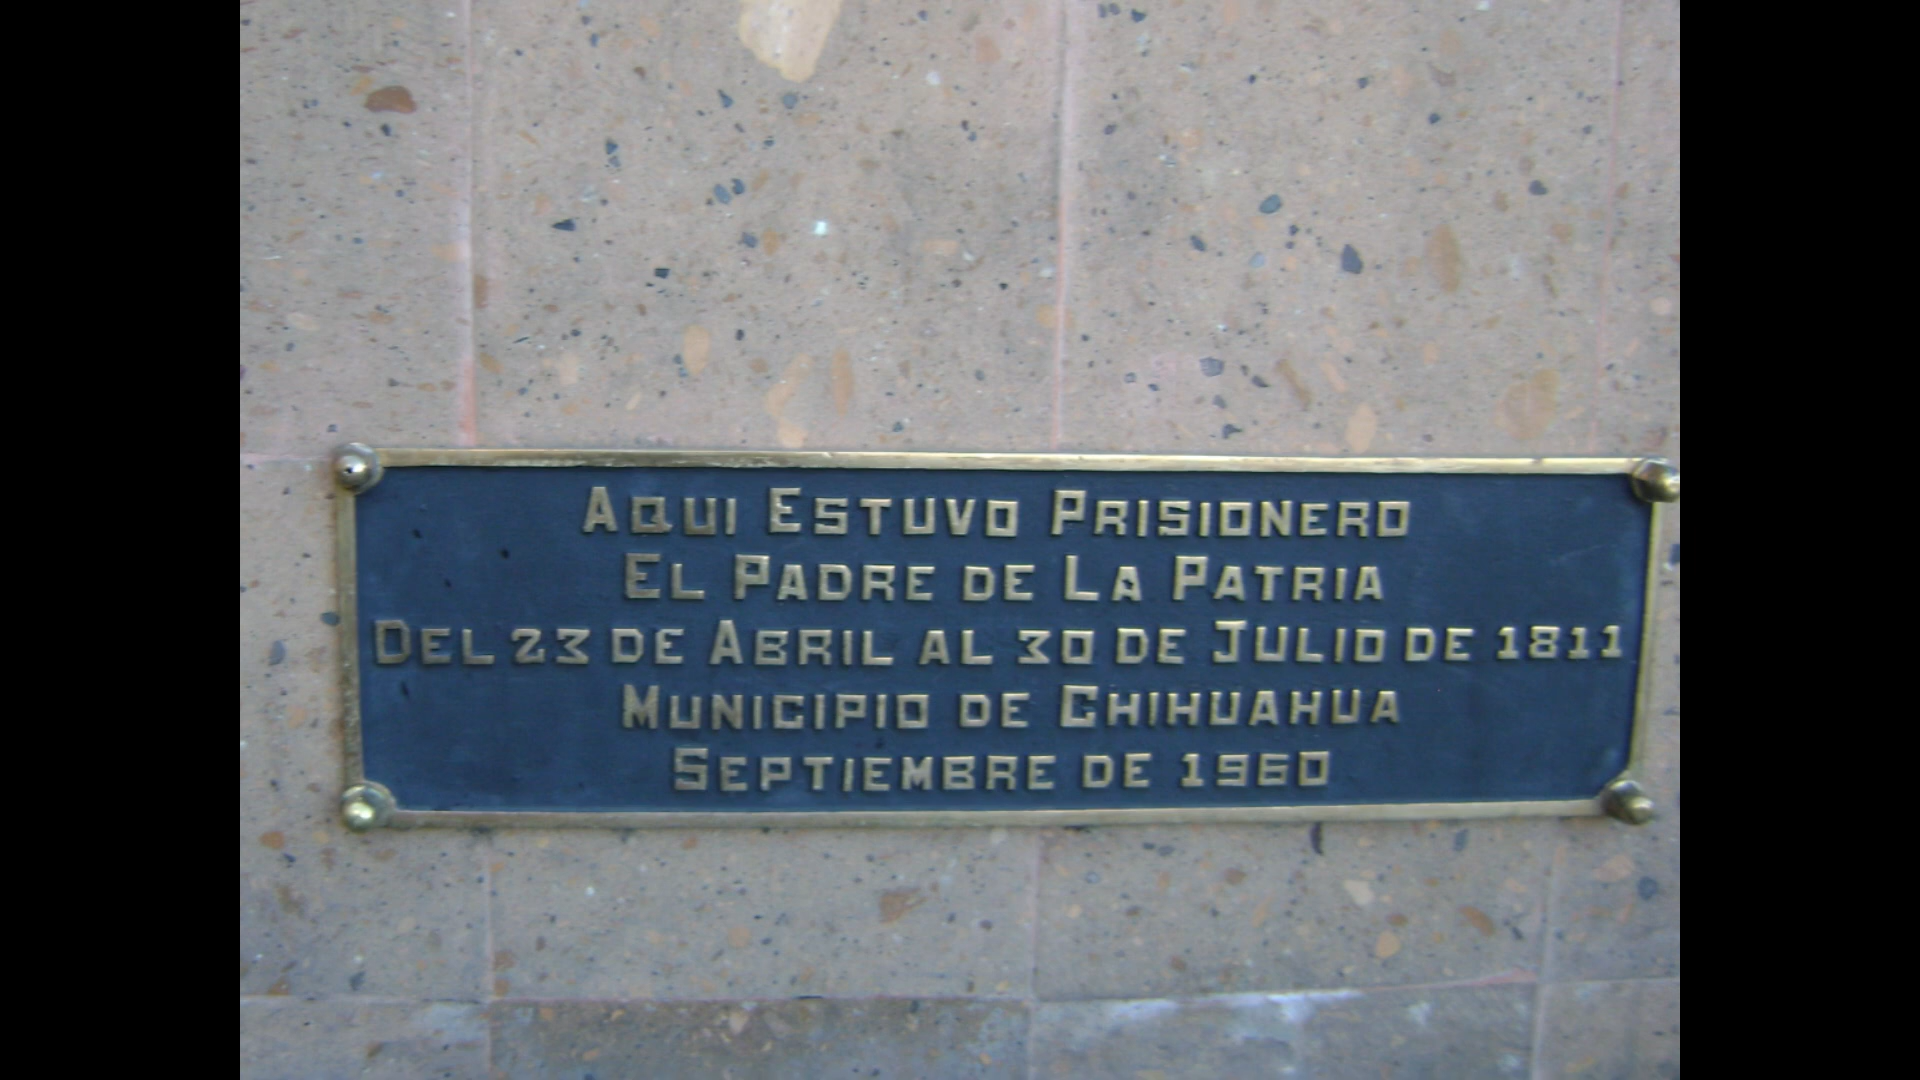 AQUI ESTUVO PRISIONERO
EL PADRE DE LA PATRIA
DEL 23 DE ABRIL AL 30 DE JULIO DE 1811
MUNICIPIO DE CHIHUAHUA
SEPTIEMBRE DE 1960